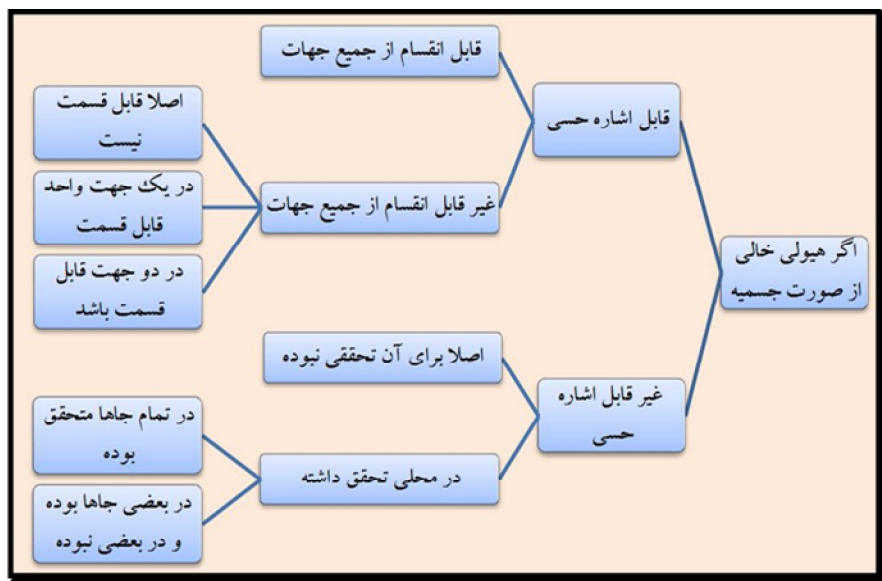 اگر هیولی خالی
از صورت جسمیه
قابل اشاره حسی
قابل انقسام از جمیع جهات
غیر قابل انقسام از جمیع جهات
اصلا قابل قسمت
نیست
در یک جهت واحد
قابل قسمت
در دو جهت قابل
قسمت باشد
غیر قابل اشاره
حسی
اصلا برای آن تحققی نبوده
در محلی تحقق داشته
در تمام جاها متحقق
بوده
در بعضی جاها بوده
و در بعضی نبوده